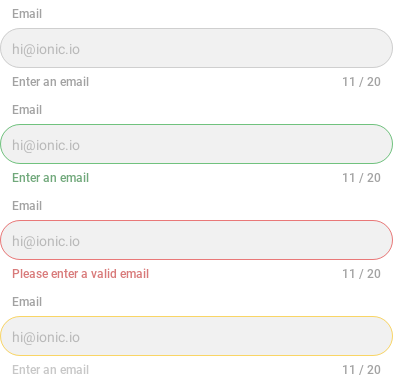 Email
hi@ionic.io
Enter an email 11 / 20
Email
hi@ionic.io
Enter an email 11 / 20
Email
hi@ionic.io
Please enter a valid email 11 / 20
Email
hi@ionic.io
Enter an email 11 / 20